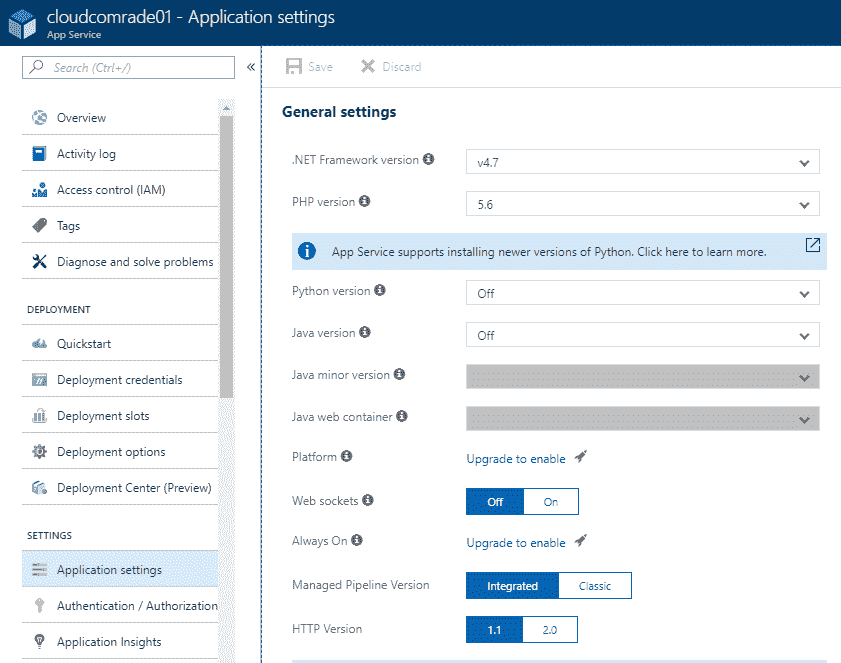 cloudcomrade01 - Application settings
App Service
Search (Ctrl+/)
«
Save
Discard
Overview
Activity log
Access control (IAM)
Tags
Diagnose and solve problems
DEPLOYMENT
Quickstart
Deployment credentials
Deployment slots
Deployment options
Deployment Center (Preview)
SETTINGS
Application settings
Authentication / Authorization
Application Insights
General settings
.NET Framework version
v4.7
PHP version
5.6
App Service supports installing newer versions of Python. Click here to learn more.
Python version
Off
Java version
Off
Java minor version
Java web container
Platform
Upgrade to enable
Web sockets
Off On
Always On
Upgrade to enable
Managed Pipeline Version
Integrated Classic
HTTP Version
1.1 2.0